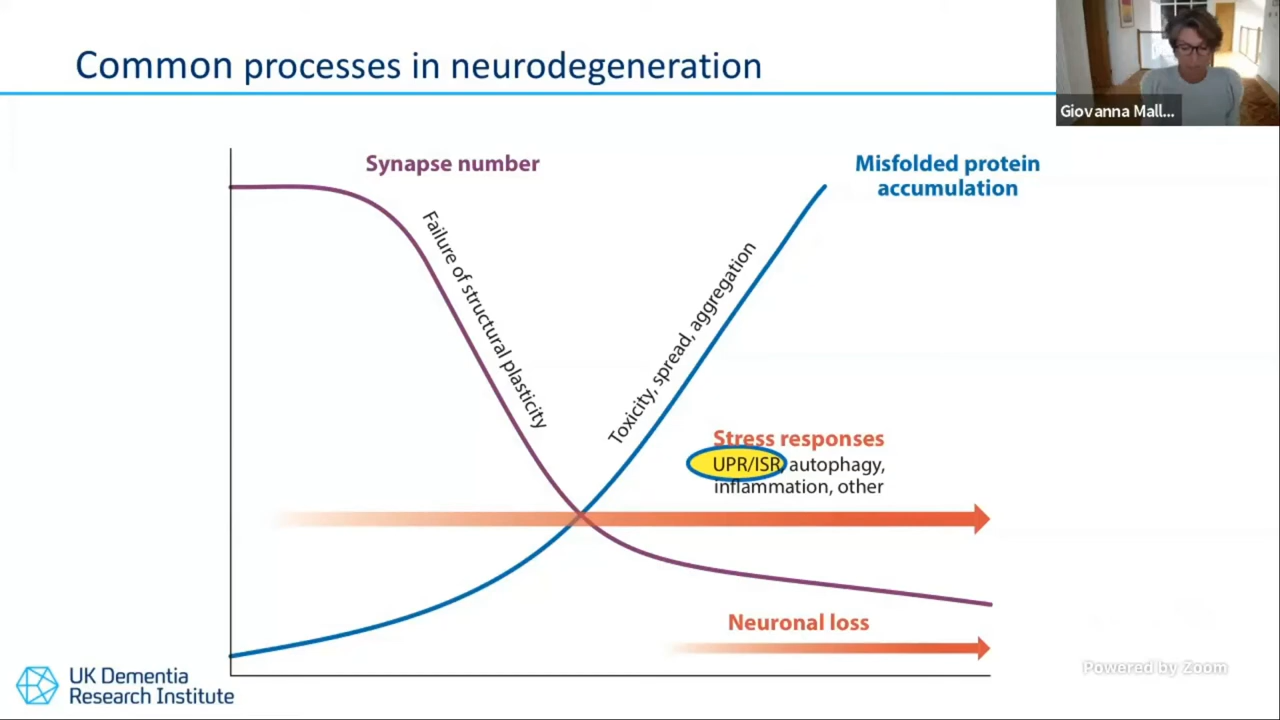 Common processes in neurodegeneration
Giovanna Mall...
Synapse number
Misfolded protein
accumulation
Failure of structural plasticity
Toxicity, spread, aggregation
Stress responses
UPR/ISR, autophagy,
inflammation, other
Neuronal loss
UK Dementia
Research Institute
Powered by Zoom